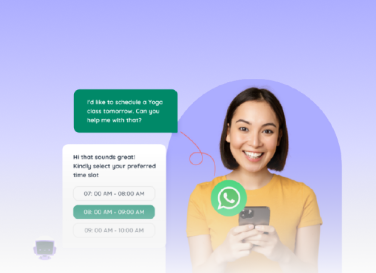 I'd like to schedule a Yoga
class tomorrow. Can you
help me with that?
Hi that sounds great!
Kindly select your preferred
time slot
07: 00 AM - 08:00 AM
08: 00 AM - 09:00 AM
09: 00 AM - 10:00 AM